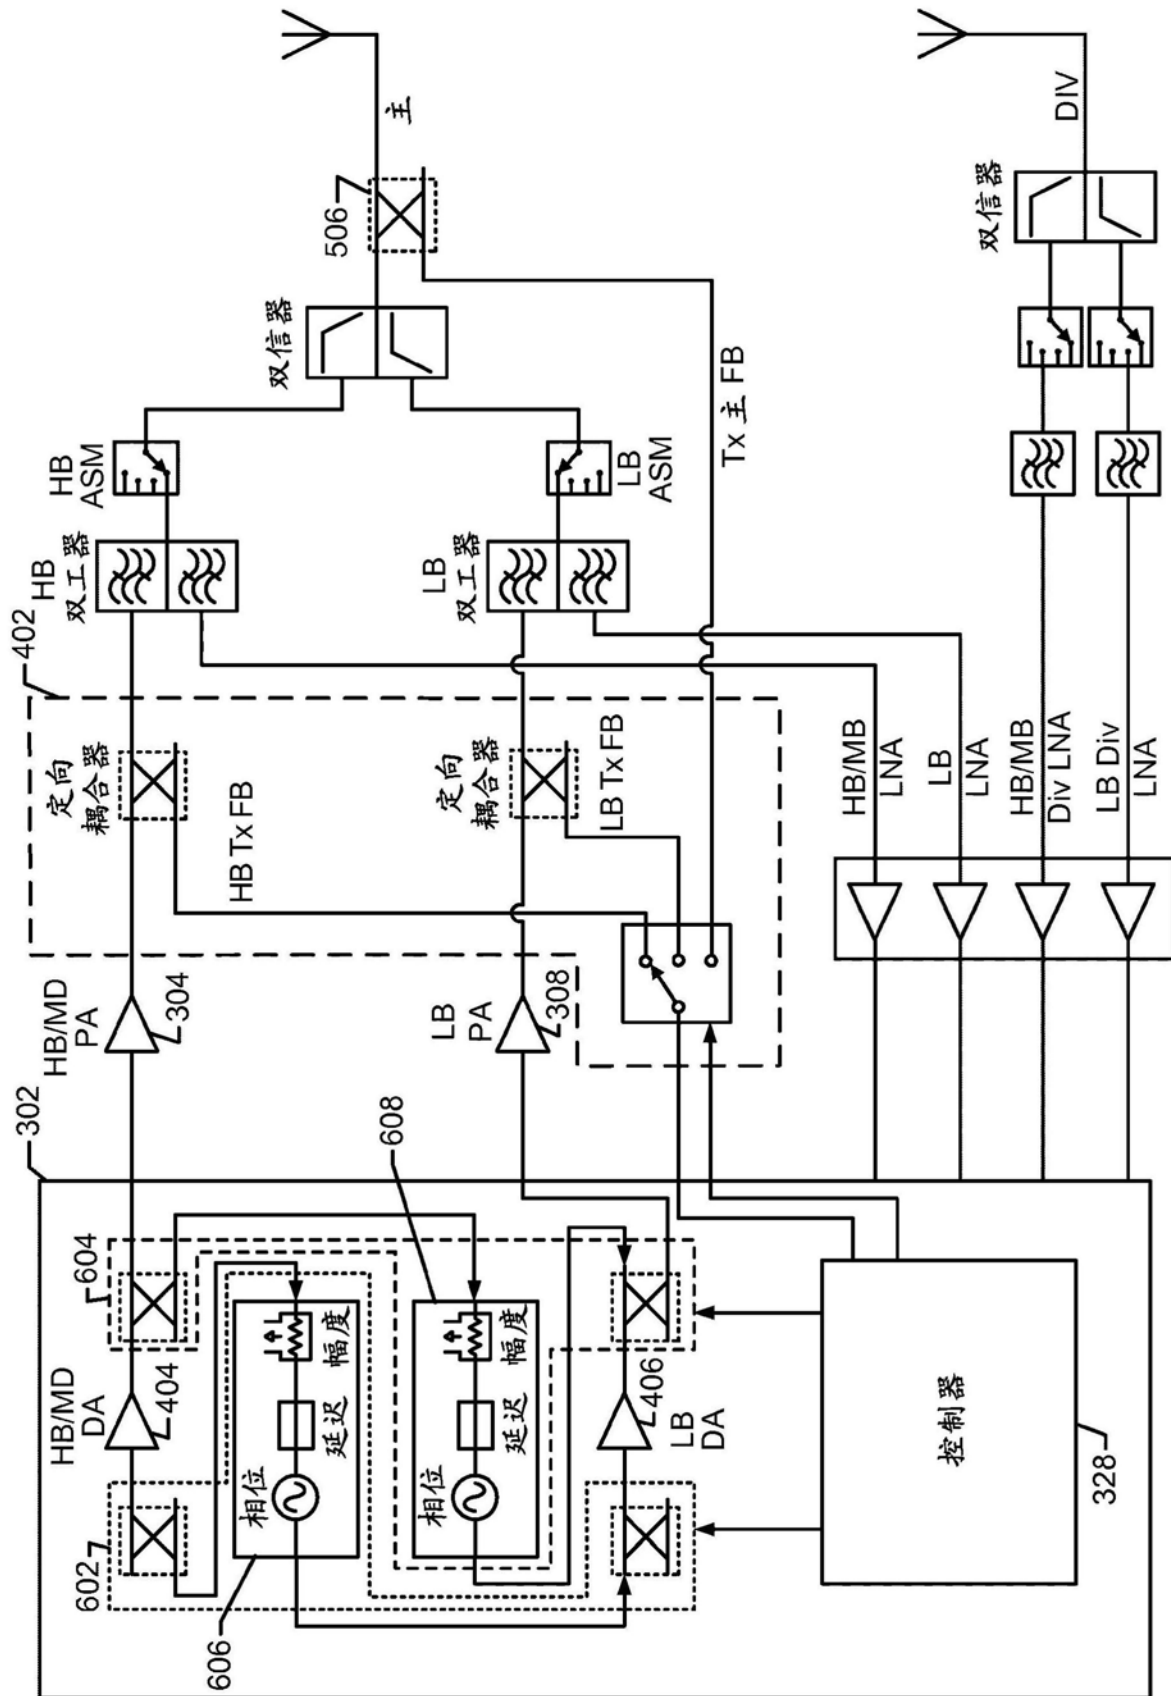 302
602
HB/MD
DA
404
604
HB/MD
PA
304
402
定向
耦合器
HB Tx FB
HB
双工器
HB
ASM
双信器
506
主
606
相位
延迟
幅度
608
相位
延迟
幅度
406
LB
DA
LB
PA
308
定向
耦合器
LB Tx FB
LB
双工器
LB
ASM
Tx 主 FB
控制器
328
HB/MB
LNA
LB
LNA
HB/MB
Div LNA
LB Div
LNA
双信器
DIV